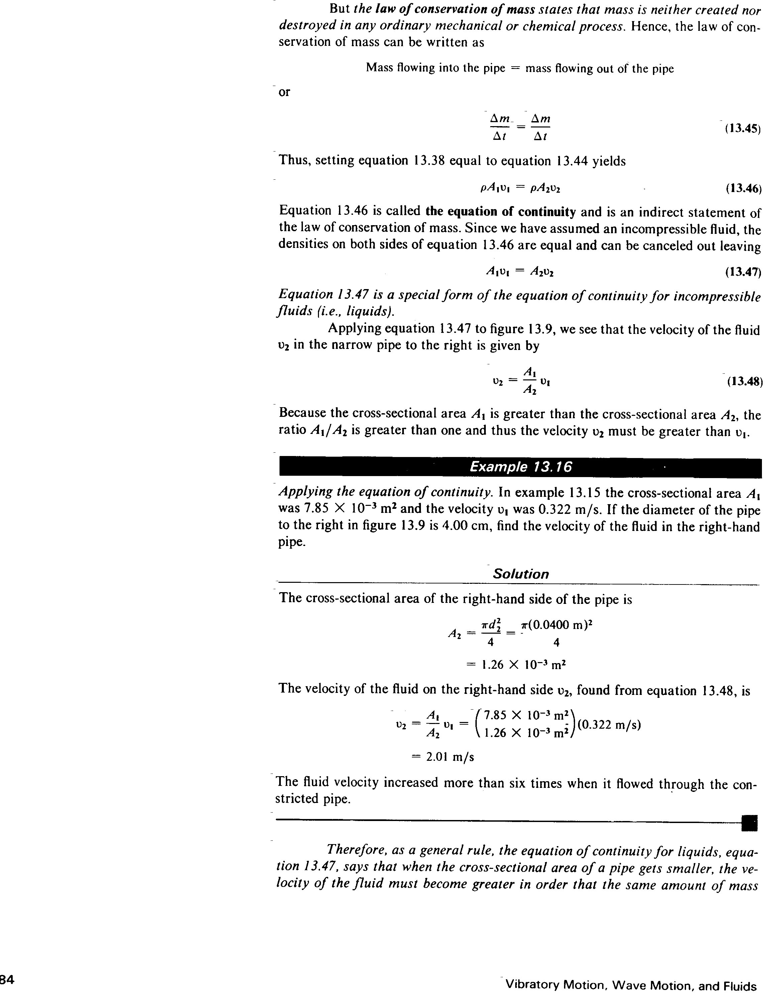 But the law of conservation of mass states that mass is neither created nor
destroyed in any ordinary mechanical or chemical process. Hence, the law of con-
servation of mass can be written as
Mass flowing into the pipe = mass flowing out of the pipe
or
Δm/Δt = Δm/Δt (13.45)
Thus, setting equation 13.38 equal to equation 13.44 yields
ρA₁υ₁ = ρA₂υ₂ (13.46)
Equation 13.46 is called the equation of continuity and is an indirect statement of
the law of conservation of mass. Since we have assumed an incompressible fluid, the
densities on both sides of equation 13.46 are equal and can be canceled out leaving
A₁υ₁ = A₂υ₂ (13.47)
Equation 13.47 is a special form of the equation of continuity for incompressible
fluids (i.e., liquids).
Applying equation 13.47 to figure 13.9, we see that the velocity of the fluid
υ₂ in the narrow pipe to the right is given by
υ₂ = A₁/A₂ υ₁ (13.48)
Because the cross-sectional area A₁ is greater than the cross-sectional area A₂, the
ratio A₁/A₂ is greater than one and thus the velocity υ₂ must be greater than υ₁.
Example 13.16
Applying the equation of continuity. In example 13.15 the cross-sectional area A₁
was 7.85 × 10⁻³ m² and the velocity υ₁ was 0.322 m/s. If the diameter of the pipe
to the right in figure 13.9 is 4.00 cm, find the velocity of the fluid in the right-hand
pipe.
Solution
The cross-sectional area of the right-hand side of the pipe is
A₂ = πd₂²/4 = π(0.0400 m)²/4
= 1.26 × 10⁻³ m²
The velocity of the fluid on the right-hand side υ₂, found from equation 13.48, is
υ₂ = A₁/A₂ υ₁ = (7.85 × 10⁻³ m²/1.26 × 10⁻³ m²)(0.322 m/s)
= 2.01 m/s
The fluid velocity increased more than six times when it flowed through the con-
stricted pipe.
Therefore, as a general rule, the equation of continuity for liquids, equa-
tion 13.47, says that when the cross-sectional area of a pipe gets smaller, the ve-
locity of the fluid must become greater in order that the same amount of mass
84
Vibratory Motion, Wave Motion, and Fluids